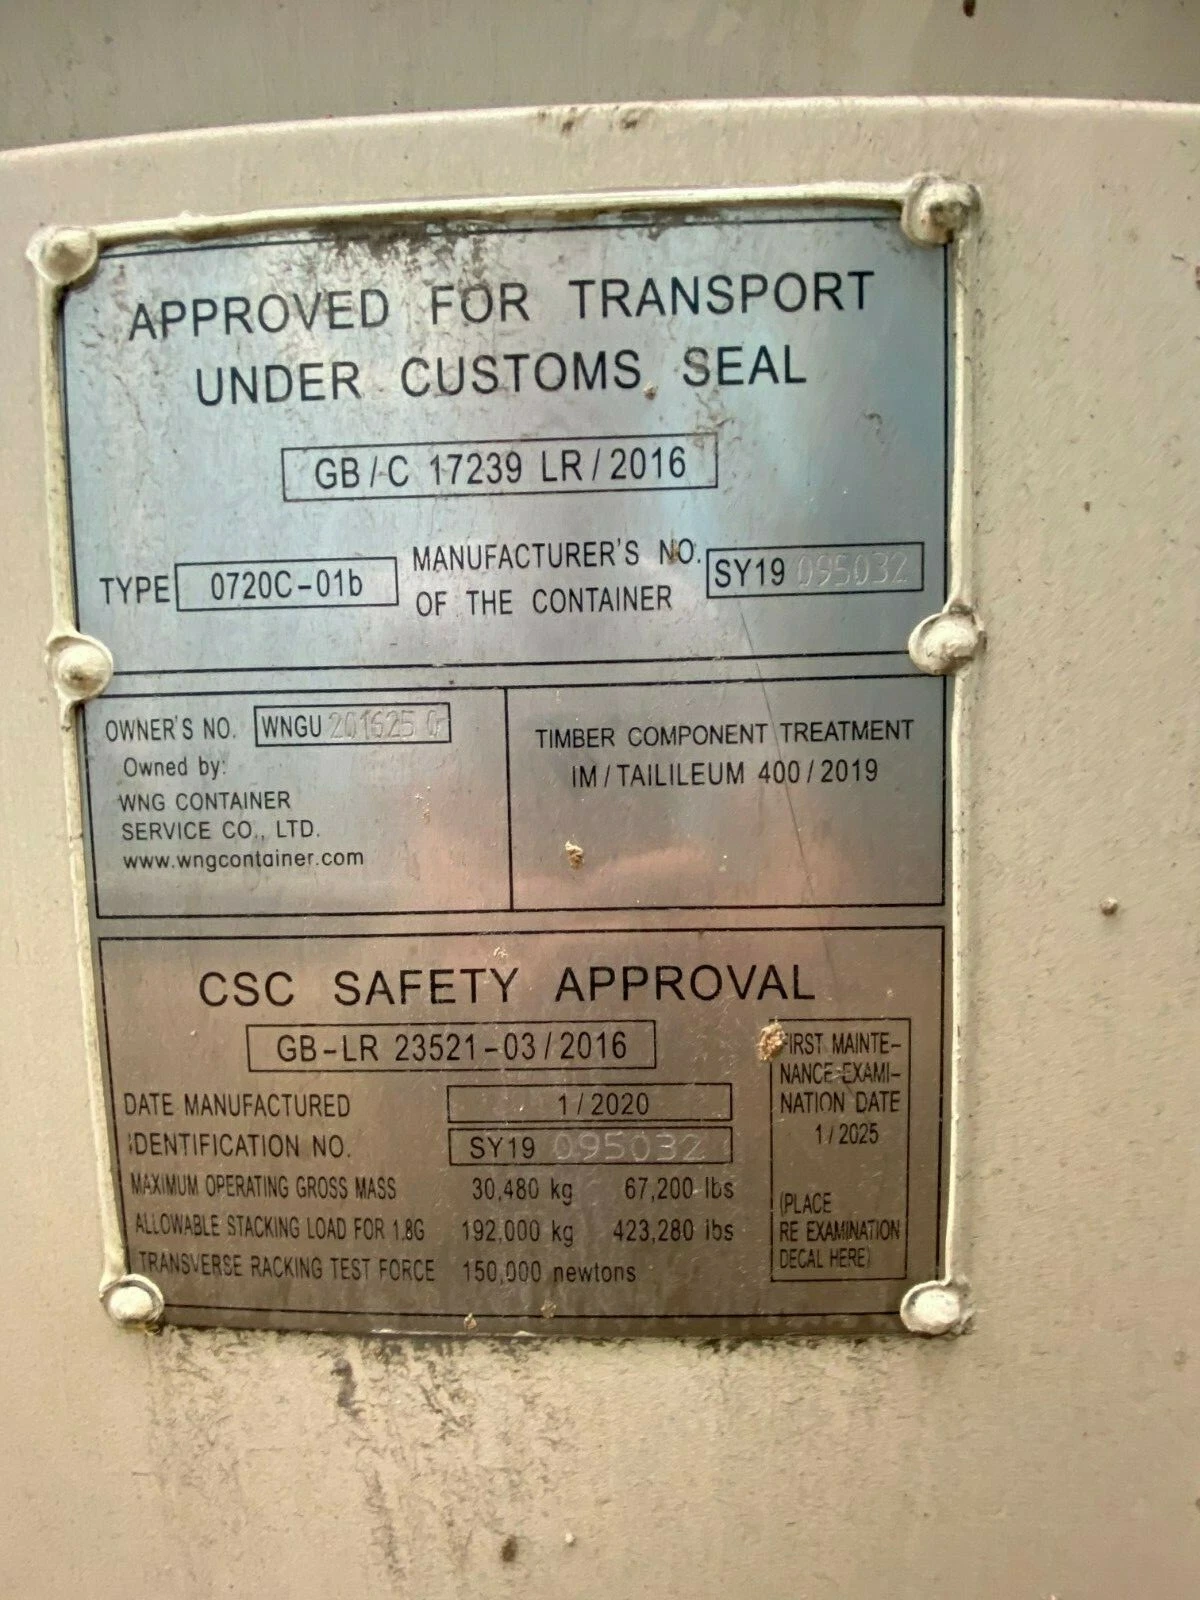 APPROVED FOR TRANSPORT
UNDER CUSTOMS SEAL
GB/C 17239 LR/2016
TYPE 0720C-01b
MANUFACTURER'S NO.
OF THE CONTAINER
SY19 095032
OWNER'S NO. WNGU 201625 0
Owned by:
WNG CONTAINER
SERVICE CO., LTD.
www.wngcontainer.com
TIMBER COMPONENT TREATMENT
IM/TAILILEUM 400/2019
CSC SAFETY APPROVAL
GB-LR 23521-03/2016
DATE MANUFACTURED 1/2020
IDENTIFICATION NO. SY19 095032
MAXIMUM OPERATING GROSS MASS 30,480 kg 67,200 lbs
ALLOWABLE STACKING LOAD FOR 1.8G 192,000 kg 423,280 lbs
TRANSVERSE RACKING TEST FORCE 150,000 newtons
FIRST MAINTE-
NANCE EXAMI-
NATION DATE
1/2025
(PLACE
RE EXAMINATION
DECAL HERE)